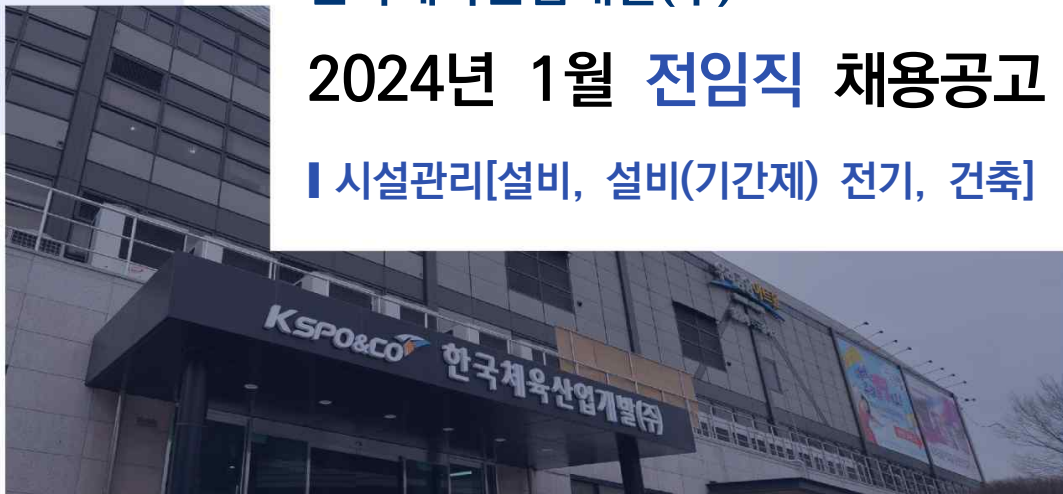 2024년 1월 전임직 채용공고
시설관리[설비, 설비(기간제) 전기, 건축]
KSPO&CO 한국체육산업개발(주)